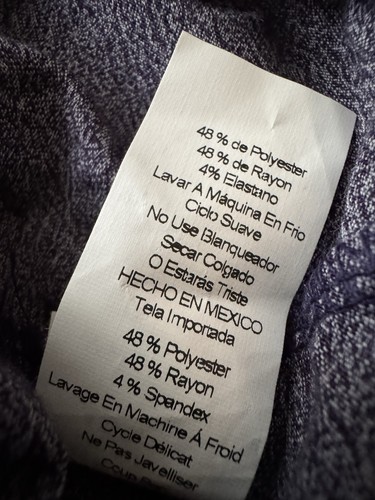 48 % de Polyester
48 % de Rayon
4% Elastano
Lavar A Máquina En Frio
Ciclo Suave
No Use Blanqueador
Secar Colgado
O Estarás Triste
HECHO EN MEXICO
Tela Importada
48 % Polyester
48 % Rayon
4 % Spandex
Lavage En Machine Á Froid
Cycle Délicat
Ne Pas Javelliser